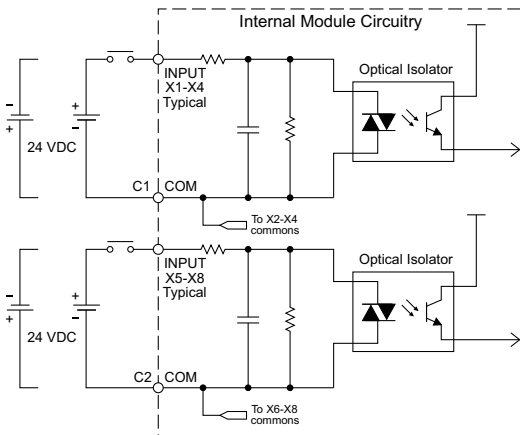 Internal Module Circuitry
INPUT
X1-X4
Typical
Optical Isolator
-
+
+
-
24 VDC
C1
COM
To X2-X4
commons
INPUT
X5-X8
Typical
Optical Isolator
-
+
+
-
24 VDC
C2
COM
To X6-X8
commons